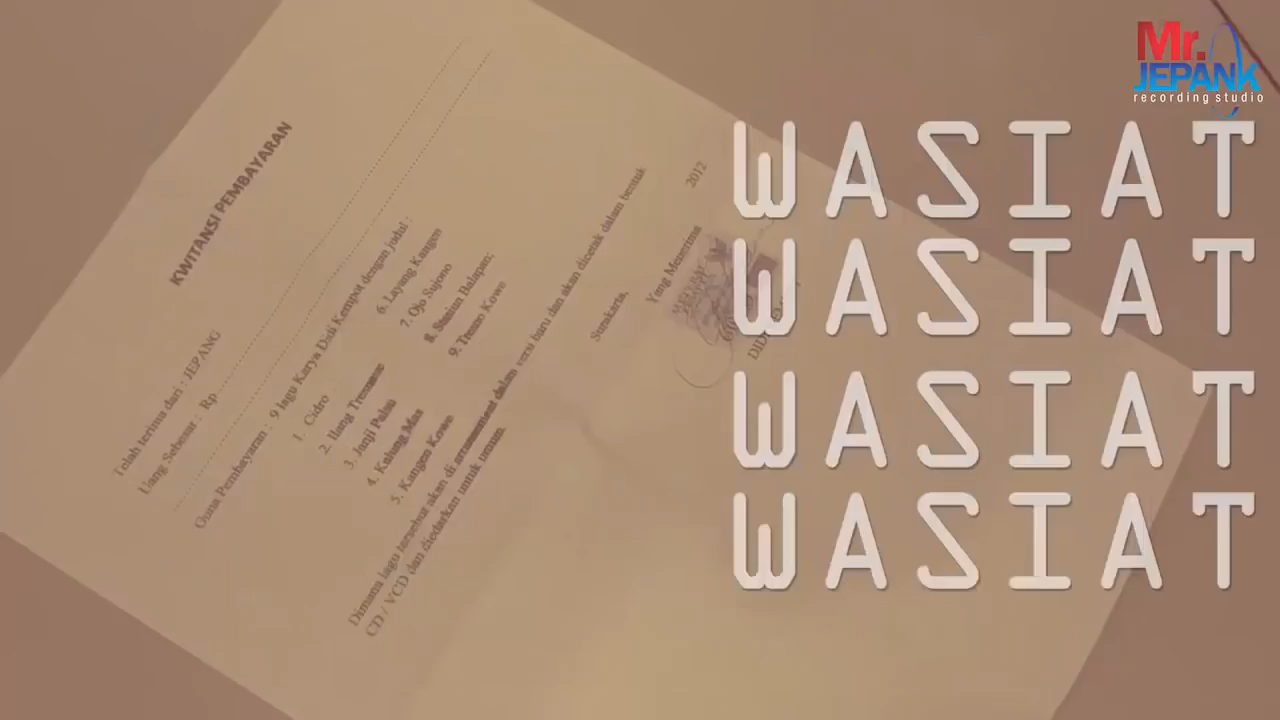 Mr.
JEPANK
recording studio
WASIAT
WASIAT
WASIAT
WASIAT
KWITANSI PEMBAYARAN
Telah terima dari : JEPANG
Uang Sebesar : Rp
Guna Pembayaran : 9 lagu Karya Didi Kempot dengan judul :
1. Cidro
2. Ilang Tresnane
3. Janji Palsu
4. Kalung Mas
5. Kangen Kowe
6. Layang Kangen
7. Ojo Sujono
8. Stasiun Balapan,
9. Tresno Kowe
Dimana lagu tersebut akan di arransement dalam versi baru dan akan dicetak dalam bentuk
CD / VCD dan diedarkan untuk umum.
Surakarta, 2012
Yang Menerima